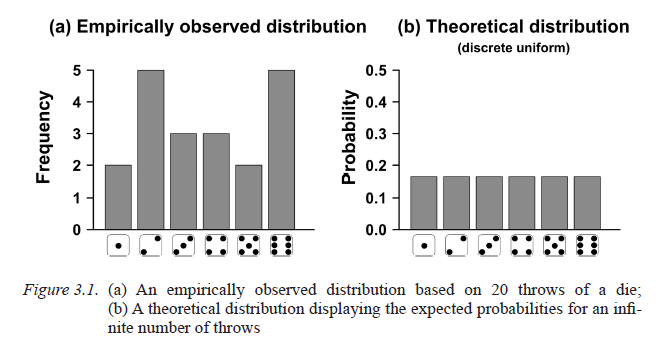 (a) Empirically observed distribution
Frequency
5
4
3
2
1
0
(b) Theoretical distribution
(discrete uniform)
Probability
0.5
0.4
0.3
0.2
0.1
0.0
Figure 3.1. (a) An empirically observed distribution based on 20 throws of a die;
(b) A theoretical distribution displaying the expected probabilities for an infi-
nite number of throws